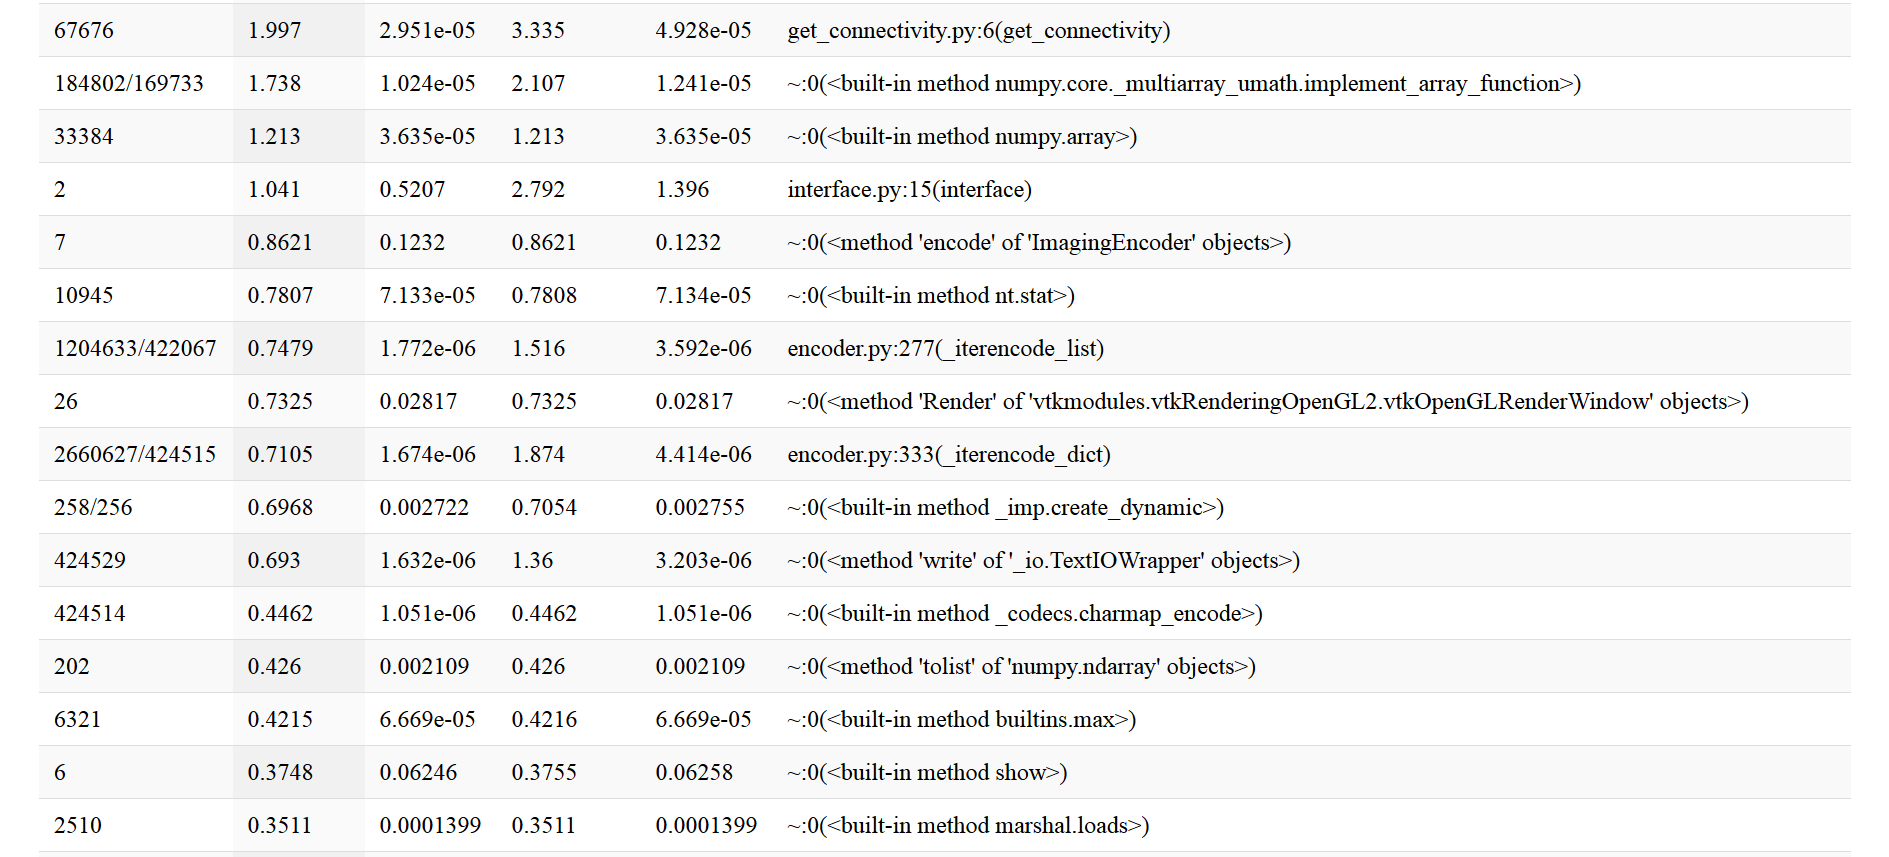 67676 1.997 2.951e-05 3.335 4.928e-05 get_connectivity.py:6(get_connectivity)
184802/169733 1.738 1.024e-05 2.107 1.241e-05 ~:0(<built-in method numpy.core._multiarray_umath.implement_array_function>)
33384 1.213 3.635e-05 1.213 3.635e-05 ~:0(<built-in method numpy.array>)
2 1.041 0.5207 2.792 1.396 interface.py:15(interface)
7 0.8621 0.1232 0.8621 0.1232 ~:0(<method 'encode' of 'ImagingEncoder' objects>)
10945 0.7807 7.133e-05 0.7808 7.134e-05 ~:0(<built-in method nt.stat>)
1204633/422067 0.7479 1.772e-06 1.516 3.592e-06 encoder.py:277(_iterencode_list)
26 0.7325 0.02817 0.7325 0.02817 ~:0(<method 'Render' of 'vtkmodules.vtkRenderingOpenGL2.vtkOpenGLRenderWindow' objects>)
2660627/424515 0.7105 1.674e-06 1.874 4.414e-06 encoder.py:333(_iterencode_dict)
258/256 0.6968 0.002722 0.7054 0.002755 ~:0(<built-in method _imp.create_dynamic>)
424529 0.693 1.632e-06 1.36 3.203e-06 ~:0(<method 'write' of '_io.TextIOWrapper' objects>)
424514 0.4462 1.051e-06 0.4462 1.051e-06 ~:0(<built-in method _codecs.charmap_encode>)
202 0.426 0.002109 0.426 0.002109 ~:0(<method 'tolist' of 'numpy.ndarray' objects>)
6321 0.4215 6.669e-05 0.4216 6.669e-05 ~:0(<built-in method builtins.max>)
6 0.3748 0.06246 0.3755 0.06258 ~:0(<built-in method show>)
2510 0.3511 0.0001399 0.3511 0.0001399 ~:0(<built-in method marshal.loads>)